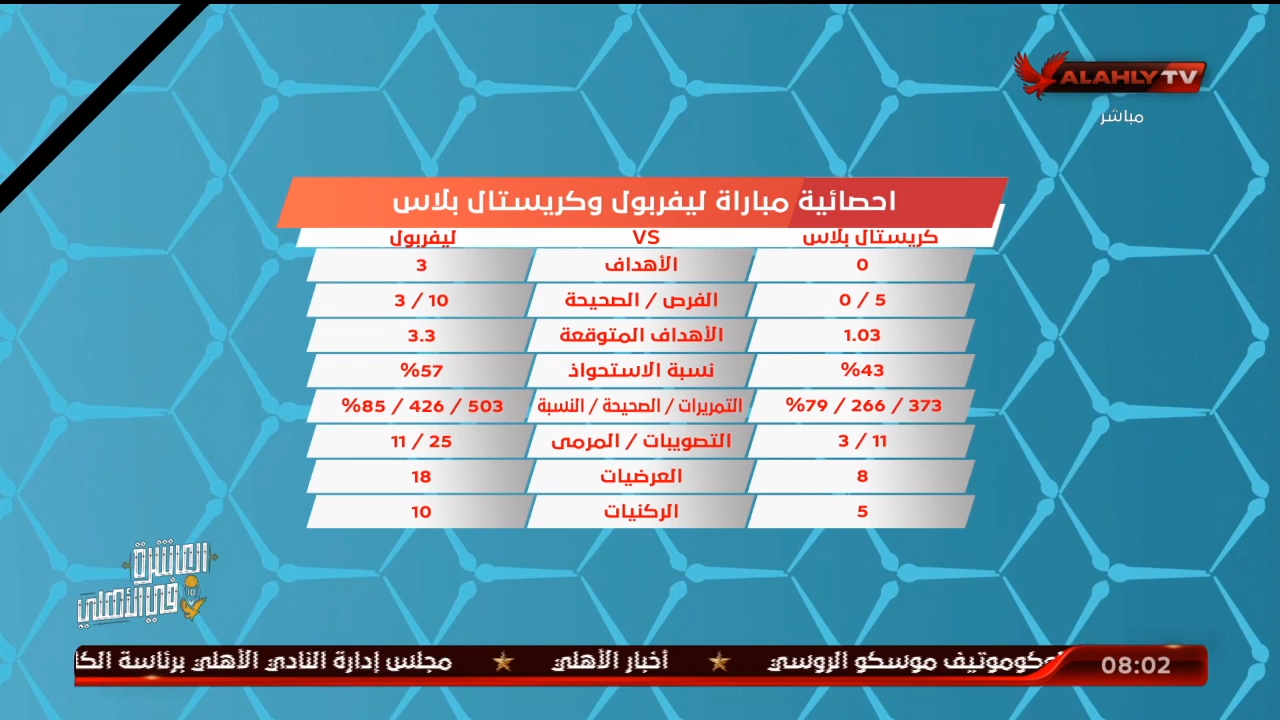 ALAHLY TV
مباشر
احصائية مباراة ليفربول وكريستال بلاس
كريستال بلاس VS ليفربول
0 الأهداف 3
0 / 5 الفرص / الصحيحة 3 / 10
1.03 الأهداف المتوقعة 3.3
%43 نسبة الاستحواذ %57
%79 / 266 / 373 التمريرات / الصحيحة / النسبة %85 / 426 / 503
3 / 11 التصويبات / المرمى 11 / 25
8 العرضيات 18
5 الركنيات 10
العاشرة
في الأهلي
10
08:02 لوكوموتيف موسكو الروسي أخبار الأهلي مجلس إدارة النادي الأهلي برئاسة